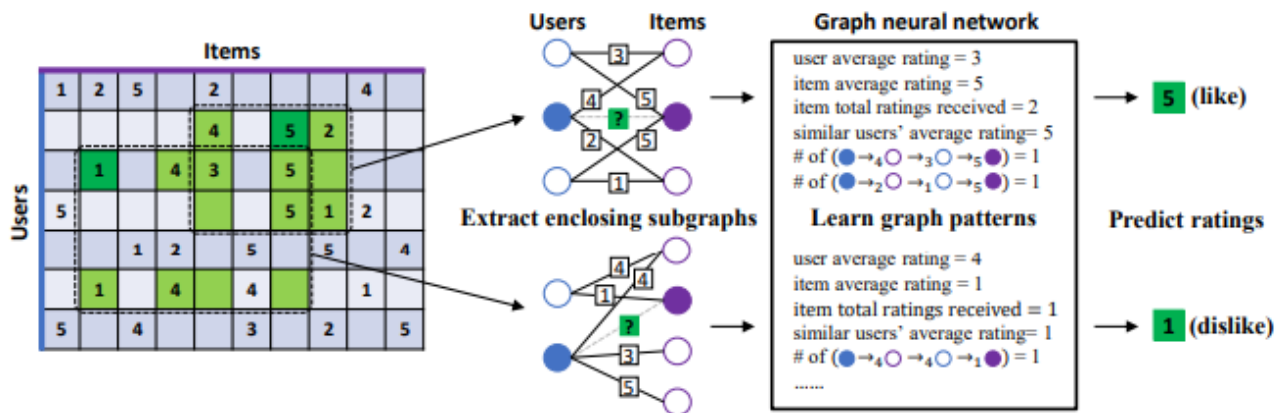 Items
Users
1 2 5 2 4
4 5 2
1 4 3 5
5 5 1 2
1 2 5 5 4
1 4 4 1
5 4 3 2 5
Users Items
3
4 5
?
2 5
1
Extract enclosing subgraphs
4
4
1
?
3
5
Graph neural network
user average rating = 3
item average rating = 5
item total ratings received = 2
similar users' average rating= 5
# of (→4 →3 →5 ) = 1
# of (→2 →1 →5 ) = 1
Learn graph patterns
user average rating = 4
item average rating = 1
item total ratings received = 1
similar users' average rating= 1
# of (→4 →4 →1 ) = 1
......
5 (like)
Predict ratings
1 (dislike)